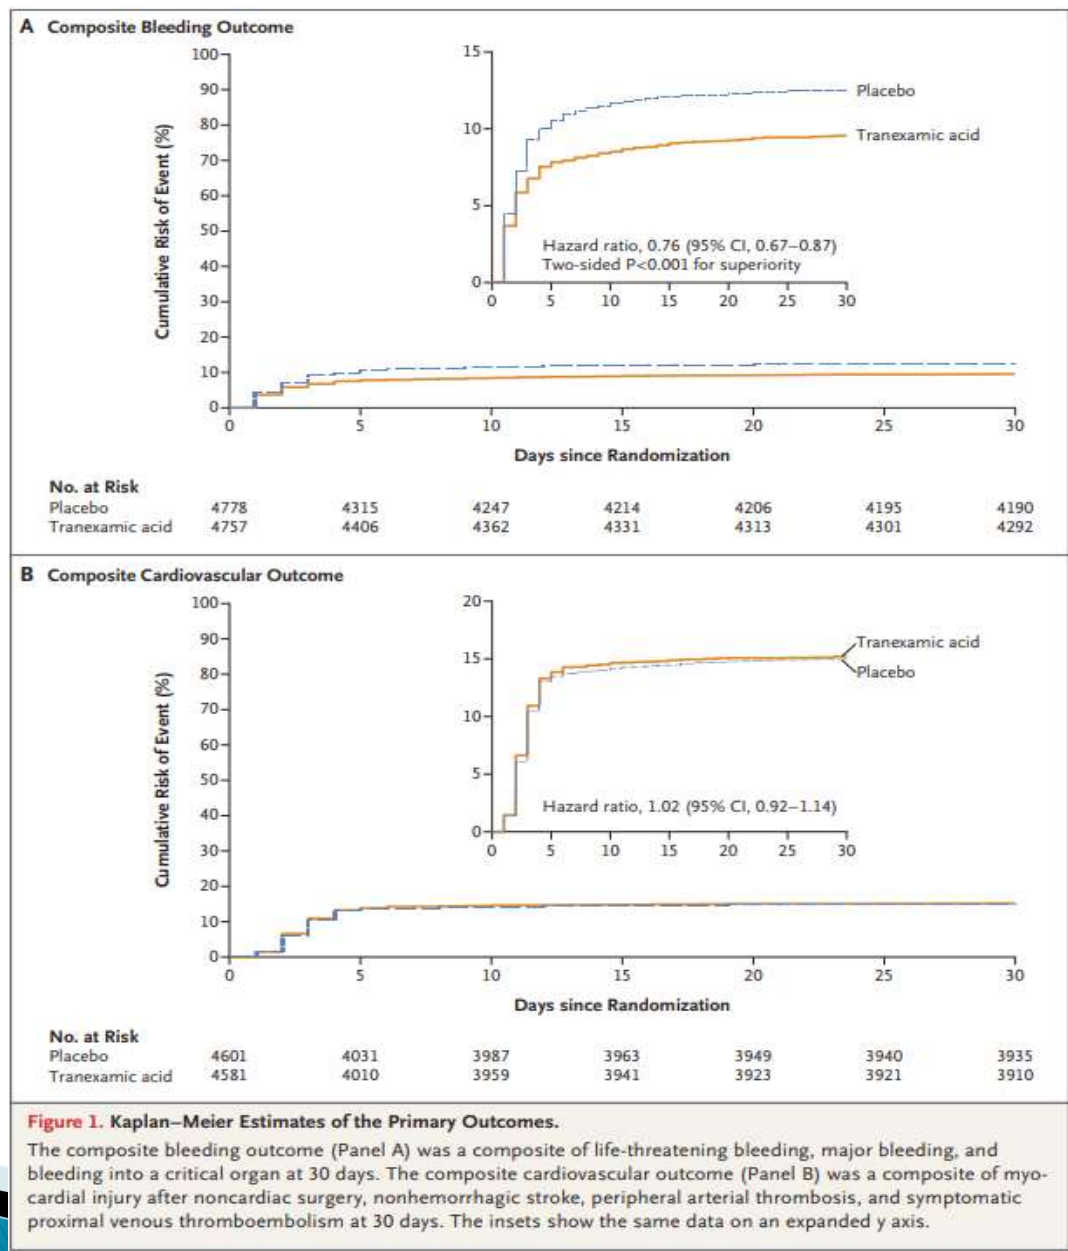 A Composite Bleeding Outcome
100
90
80
70
60
50
40
30
20
10
0
Cumulative Risk of Event (%)
15
10
5
0
Placebo
Tranexamic acid
Hazard ratio, 0.76 (95% CI, 0.67–0.87)
Two-sided P<0.001 for superiority
0 5 10 15 20 25 30
0 5 10 15 20 25 30
Days since Randomization
No. at Risk
Placebo 4778 4315 4247 4214 4206 4195 4190
Tranexamic acid 4757 4406 4362 4331 4313 4301 4292
B Composite Cardiovascular Outcome
100
90
80
70
60
50
40
30
20
10
0
Cumulative Risk of Event (%)
20
15
10
5
0
Tranexamic acid
Placebo
Hazard ratio, 1.02 (95% CI, 0.92–1.14)
0 5 10 15 20 25 30
0 5 10 15 20 25 30
Days since Randomization
No. at Risk
Placebo 4601 4031 3987 3963 3949 3940 3935
Tranexamic acid 4581 4010 3959 3941 3923 3921 3910
Figure 1. Kaplan–Meier Estimates of the Primary Outcomes.
The composite bleeding outcome (Panel A) was a composite of life-threatening bleeding, major bleeding, and
bleeding into a critical organ at 30 days. The composite cardiovascular outcome (Panel B) was a composite of myo-
cardial injury after noncardiac surgery, nonhemorrhagic stroke, peripheral arterial thrombosis, and symptomatic
proximal venous thromboembolism at 30 days. The insets show the same data on an expanded y axis.